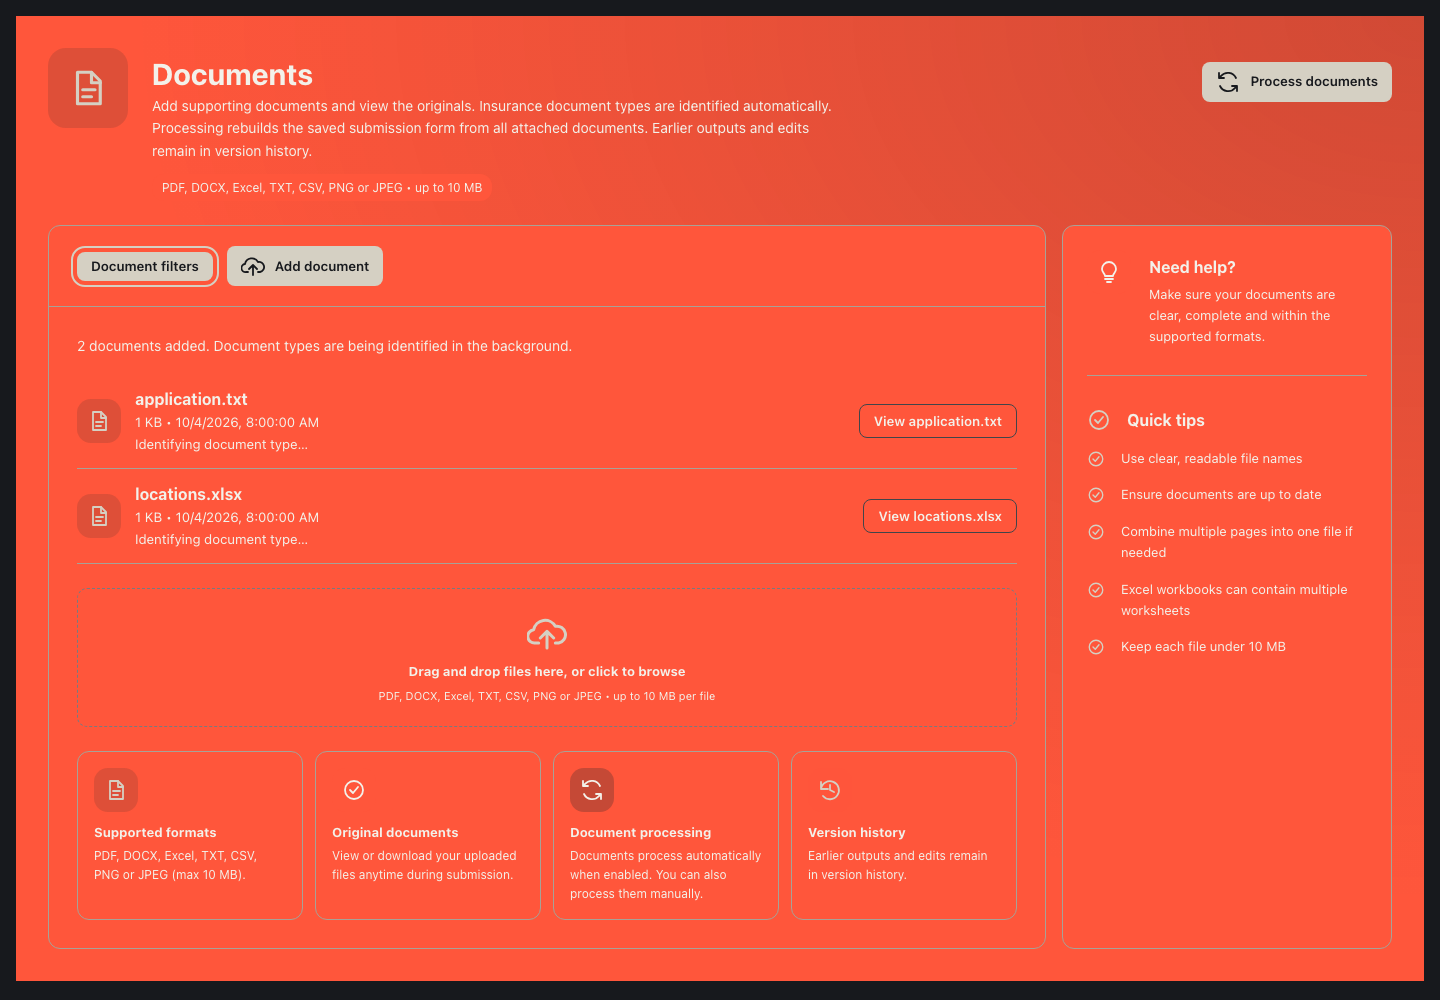 Documents
Add supporting documents and view the originals. Insurance document types are identified automatically.
Processing rebuilds the saved submission form from all attached documents. Earlier outputs and edits
remain in version history.
PDF, DOCX, Excel, TXT, CSV, PNG or JPEG • up to 10 MB
Process documents
Document filters
Add document
2 documents added. Document types are being identified in the background.
application.txt
1 KB • 10/4/2026, 8:00:00 AM
Identifying document type...
View application.txt
locations.xlsx
1 KB • 10/4/2026, 8:00:00 AM
Identifying document type...
View locations.xlsx
Drag and drop files here, or click to browse
PDF, DOCX, Excel, TXT, CSV, PNG or JPEG • up to 10 MB per file
Supported formats
PDF, DOCX, Excel, TXT, CSV,
PNG or JPEG (max 10 MB).
Original documents
View or download your uploaded
files anytime during submission.
Document processing
Documents process automatically
when enabled. You can also
process them manually.
Version history
Earlier outputs and edits remain
in version history.
Need help?
Make sure your documents are
clear, complete and within the
supported formats.
Quick tips
Use clear, readable file names
Ensure documents are up to date
Combine multiple pages into one file if
needed
Excel workbooks can contain multiple
worksheets
Keep each file under 10 MB